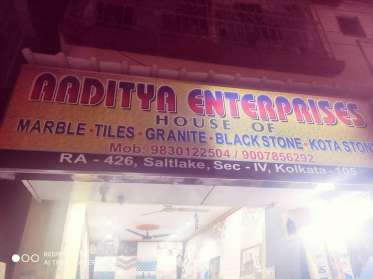 AADITYA ENTERPRISES
HOUSE OF
MARBLE - TILES - GRANITE - BLACK STONE - KOTA STON
Mob: 9830122504 / 9007856292
RA - 426, Saltlake, Sec - IV, Kolkata - 105